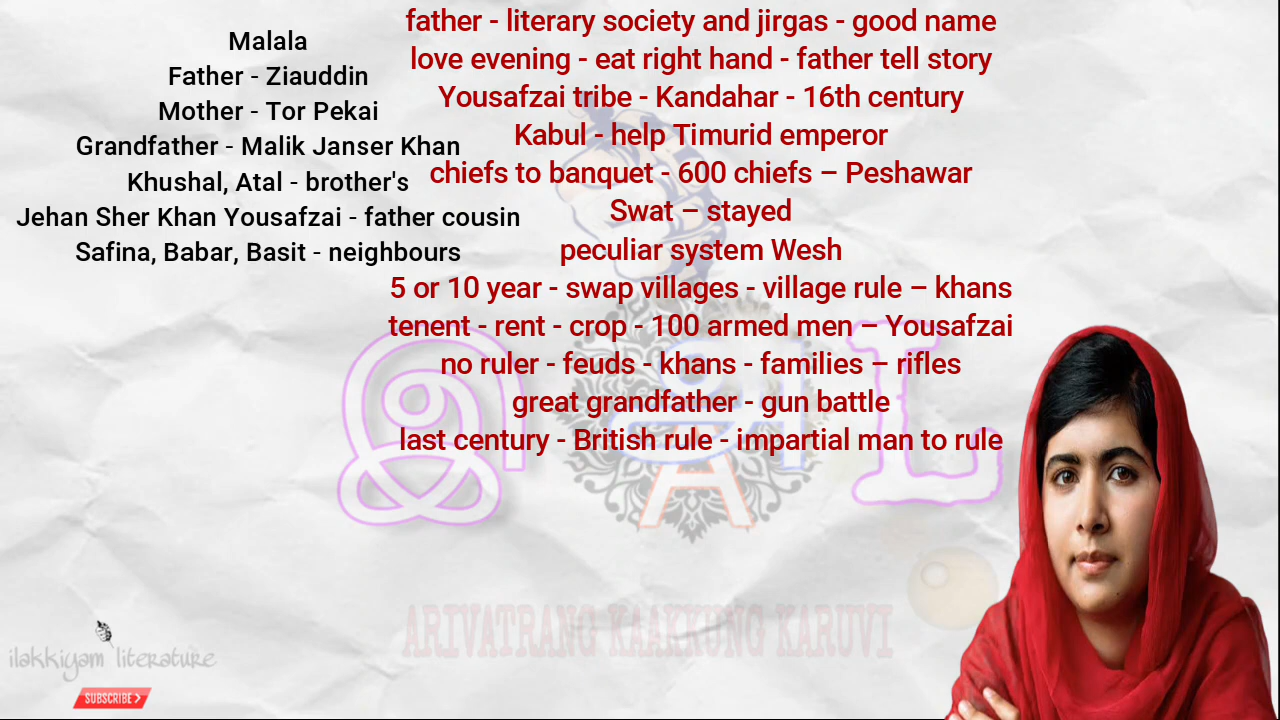 Malala
Father - Ziauddin
Mother - Tor Pekai
Grandfather - Malik Janser Khan
Khushal, Atal - brother's
Jehan Sher Khan Yousafzai - father cousin
Safina, Babar, Basit - neighbours
father - literary society and jirgas - good name
love evening - eat right hand - father tell story
Yousafzai tribe - Kandahar - 16th century
Kabul - help Timurid emperor
chiefs to banquet - 600 chiefs – Peshawar
Swat – stayed
peculiar system Wesh
5 or 10 year - swap villages - village rule – khans
tenent - rent - crop - 100 armed men – Yousafzai
no ruler - feuds - khans - families – rifles
great grandfather - gun battle
last century - British rule - impartial man to rule
இ L
A
ARIVATRANG KAAKKUNG KARUVI
ilakkiyam literature
SUBSCRIBE